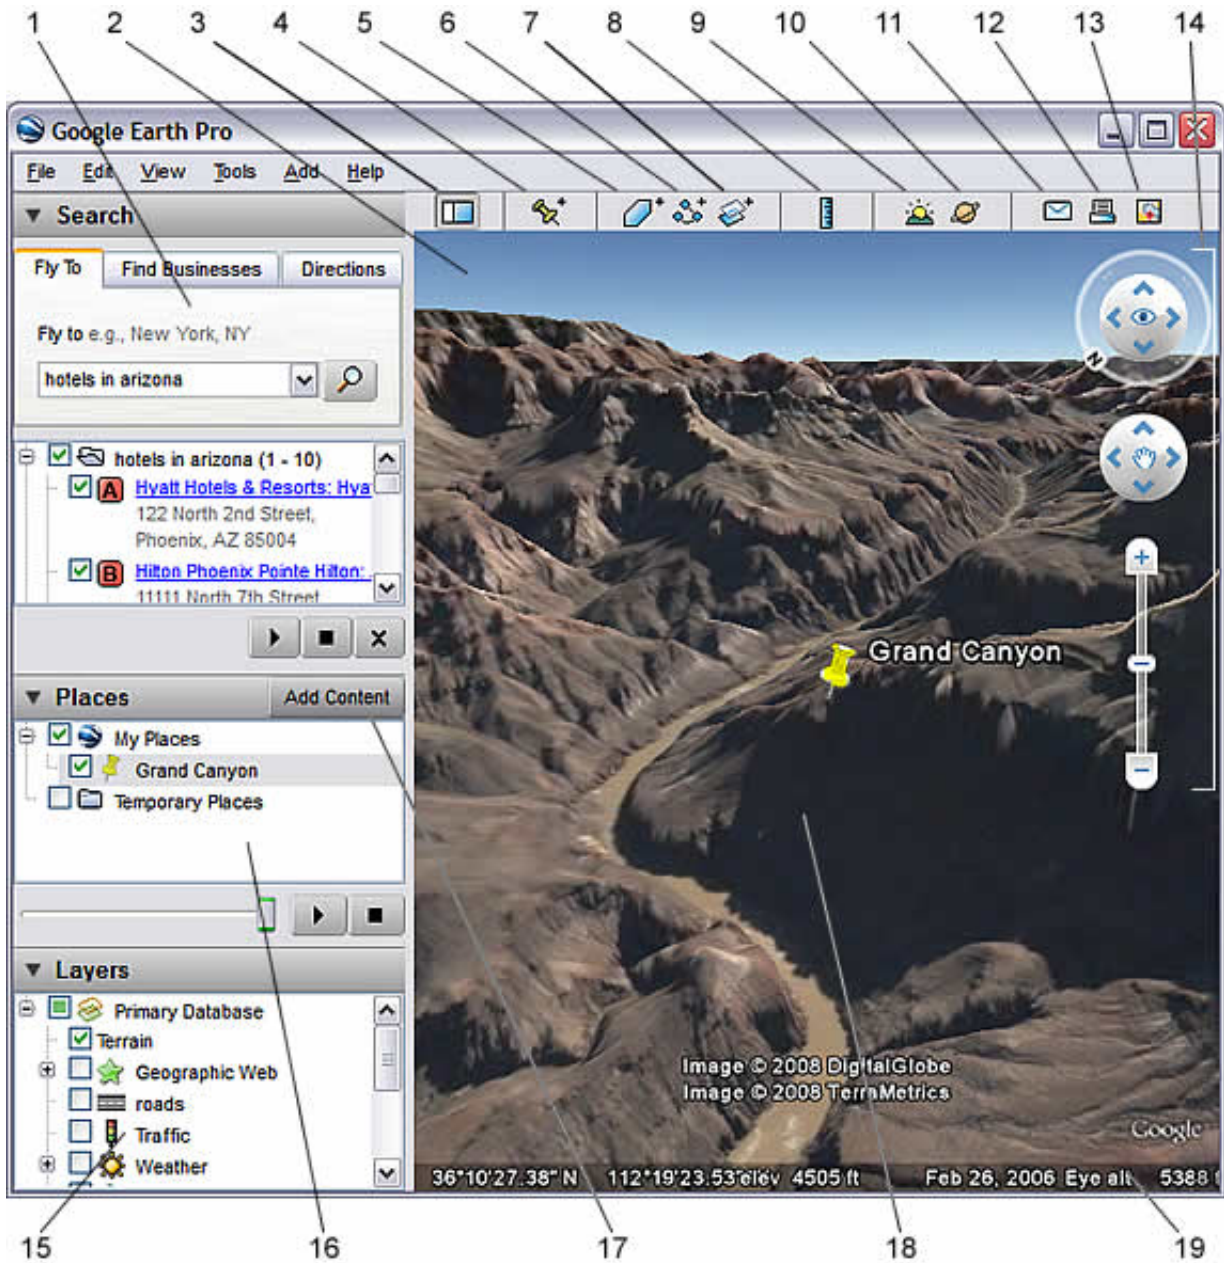 1 2 3 4 5 6 7 8 9 10 11 12 13 14
Google Earth Pro
File Edit View Tools Add Help
Search
Fly To Find Businesses Directions
Fly to e.g., New York, NY
hotels in arizona
hotels in arizona (1 - 10)
A Hyatt Hotels & Resorts: Hya
122 North 2nd Street,
Phoenix, AZ 85004
B Hilton Phoenix Pointe Hilton: .
11111 North 7th Street
Places Add Content
My Places
Grand Canyon
Temporary Places
Layers
Primary Database
Terrain
Geographic Web
roads
Traffic
Weather
N
Grand Canyon
Image © 2008 DigitalGlobe
Image © 2008 TerraMetrics
Google
36°10'27.38" N 112°19'23.53 elev 4505 ft Feb 26, 2006 Eye alt 5388
15 16 17 18 19